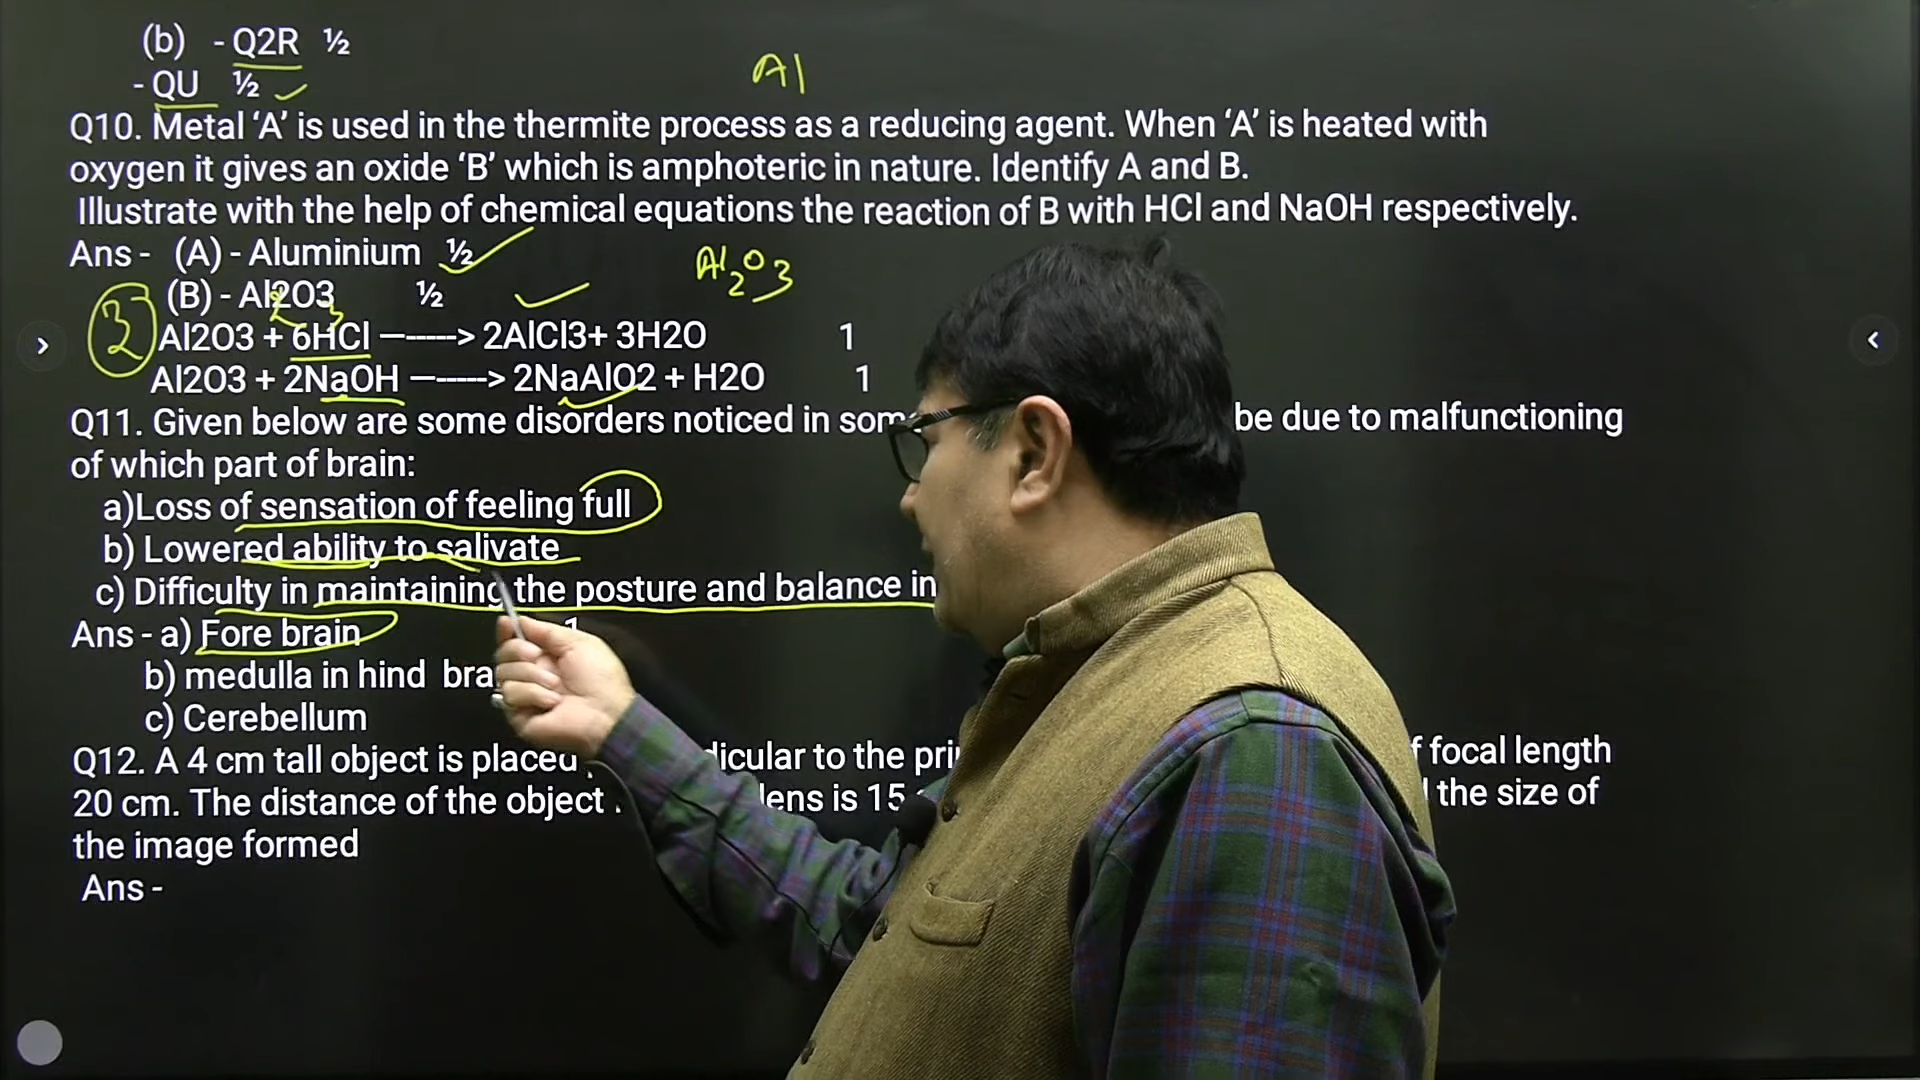 (b) - Q2R ½
- QU ½
Al
Q10. Metal ‘A’ is used in the thermite process as a reducing agent. When ‘A’ is heated with
oxygen it gives an oxide ‘B’ which is amphoteric in nature. Identify A and B.
Illustrate with the help of chemical equations the reaction of B with HCl and NaOH respectively.
Ans - (A) - Aluminium ½
Al2O3
(B) - Al2O3 ½
2 3
3
Al2O3 + 6HCl —-----> 2AlCl3+ 3H2O 1
Al2O3 + 2NaOH —-----> 2NaAlO2 + H2O 1
Q11. Given below are some disorders noticed in be due to malfunctioning
of which part of brain:
a)Loss of sensation of feeling full
b) Lowered ability to salivate
c) Difficulty in maintaining the posture and balance in
Ans - a) Fore brain 1
b) medulla in hind
c) Cerebellum
Q12. A 4 cm tall object is placed to the focal length
20 cm. The distance of the object lens is 15 the size of
the image formed
Ans -